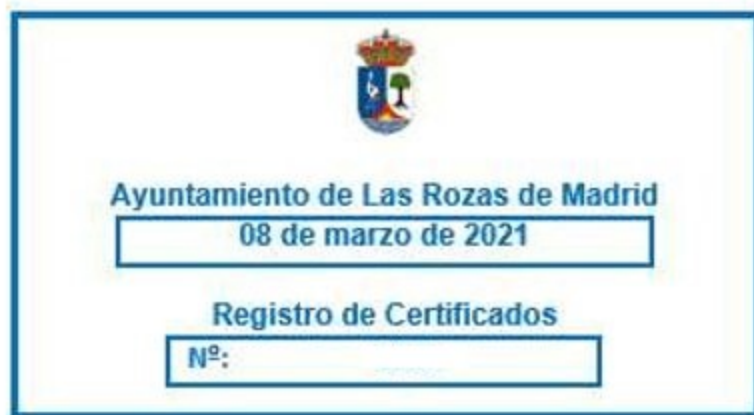 Ayuntamiento de Las Rozas de Madrid
08 de marzo de 2021
Registro de Certificados
Nº: